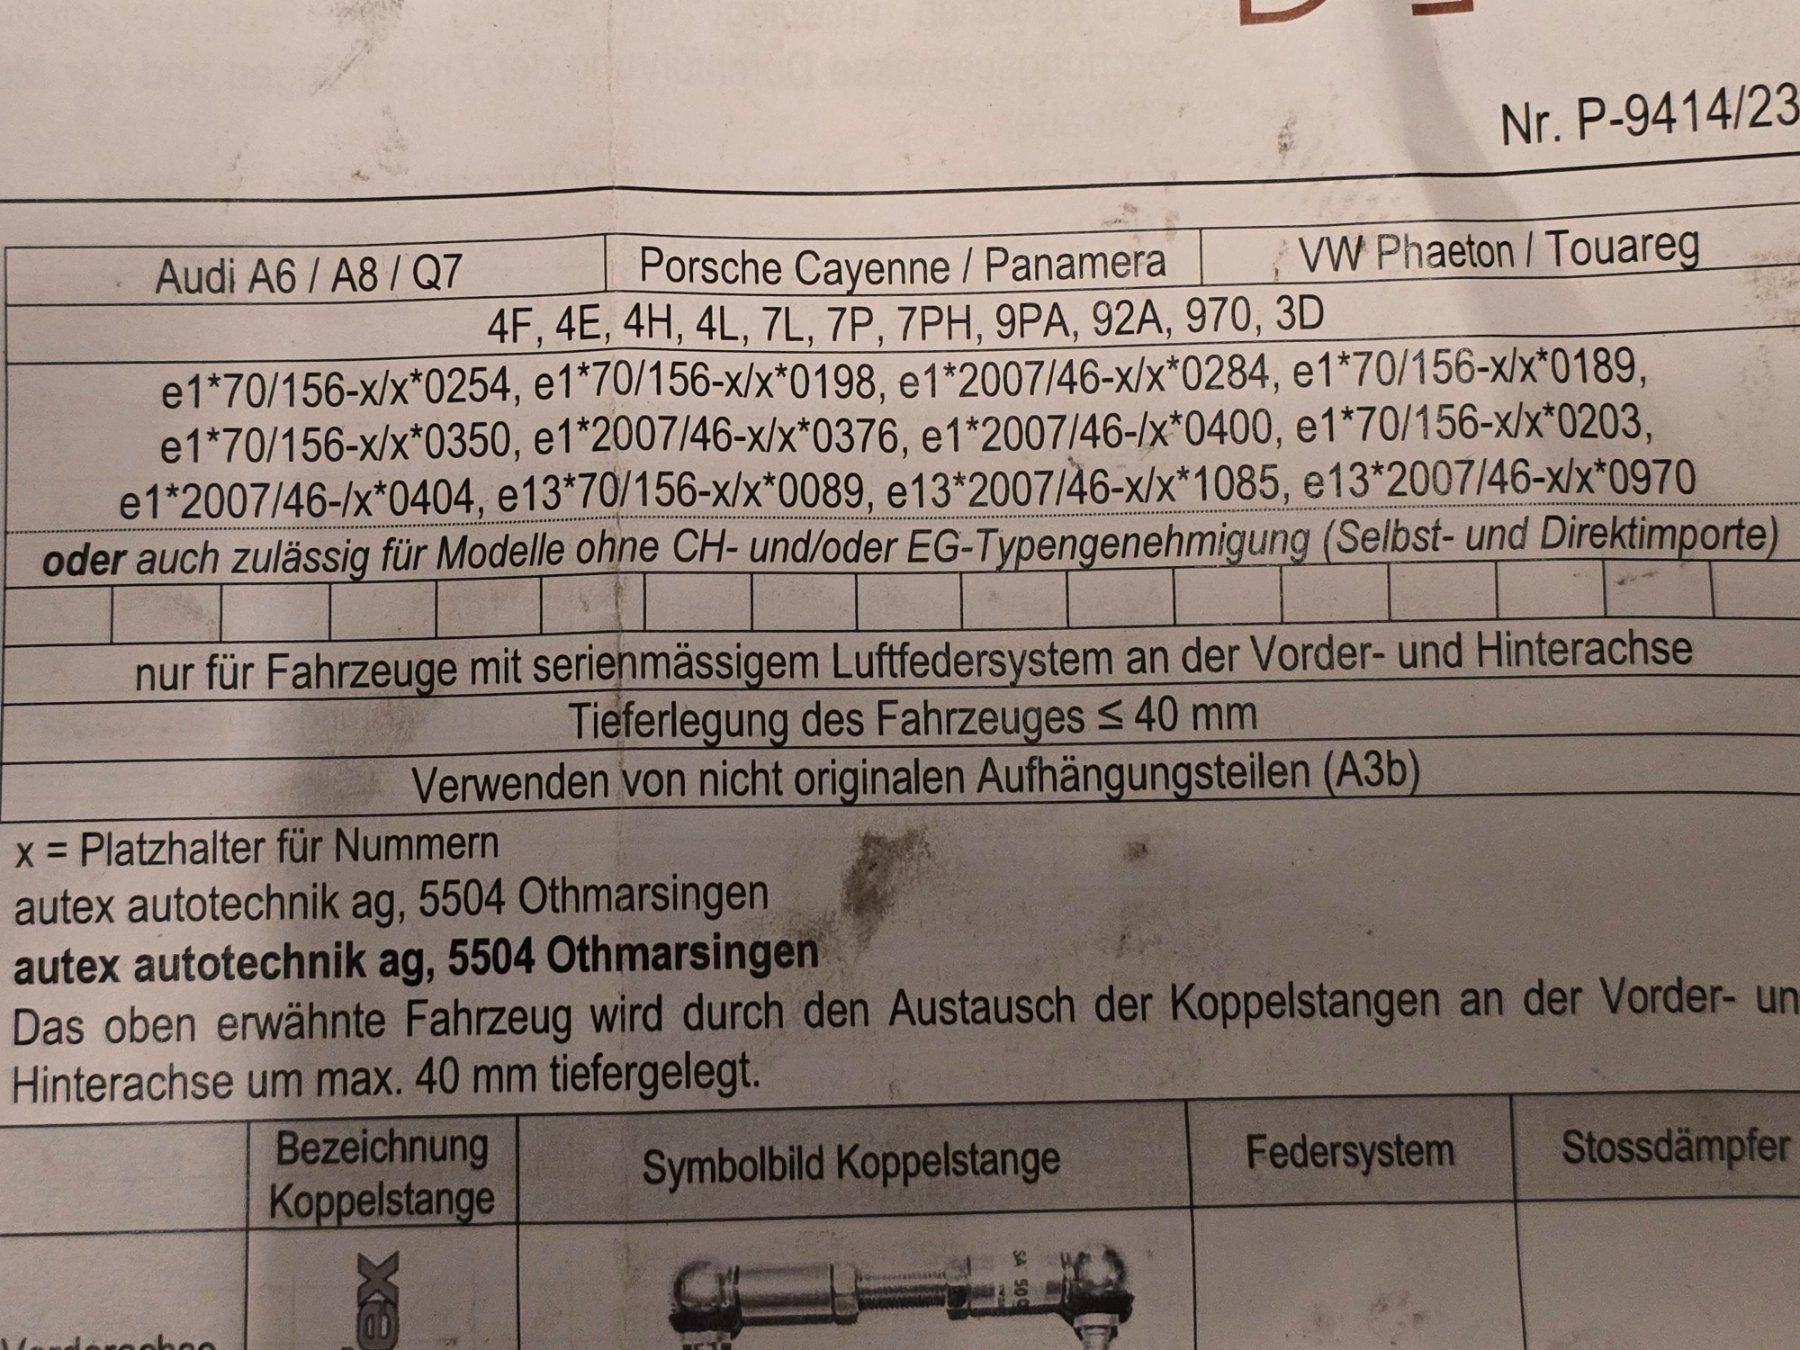 Nr. P-9414/23
Audi A6 / A8 / Q7
Porsche Cayenne / Panamera
VW Phaeton / Touareg
4F, 4E, 4H, 4L, 7L, 7P, 7PH, 9PA, 92A, 970, 3D
e1*70/156-x/x*0254, e1*70/156-x/x*0198, e1*2007/46-x/x*0284, e1*70/156-x/x*0189,
e1*70/156-x/x*0350, e1*2007/46-x/x*0376, e1*2007/46-/x*0400, e1*70/156-x/x*0203,
e1*2007/46-/x*0404, e13*70/156-x/x*0089, e13*2007/46-x/x*1085, e13*2007/46-x/x*0970
oder auch zulässig für Modelle ohne CH- und/oder EG-Typengenehmigung (Selbst- und Direktimporte)
nur für Fahrzeuge mit serienmässigem Luftfedersystem an der Vorder- und Hinterachse
Tieferlegung des Fahrzeuges ≤ 40 mm
Verwenden von nicht originalen Aufhängungsteilen (A3b)
x = Platzhalter für Nummern
autex autotechnik ag, 5504 Othmarsingen
autex autotechnik ag, 5504 Othmarsingen
Das oben erwähnte Fahrzeug wird durch den Austausch der Koppelstangen an der Vorder- un
Hinterachse um max. 40 mm tiefergelegt.
Bezeichnung
Koppelstange
Symbolbild Koppelstange
Federsystem
Stossdämpfer